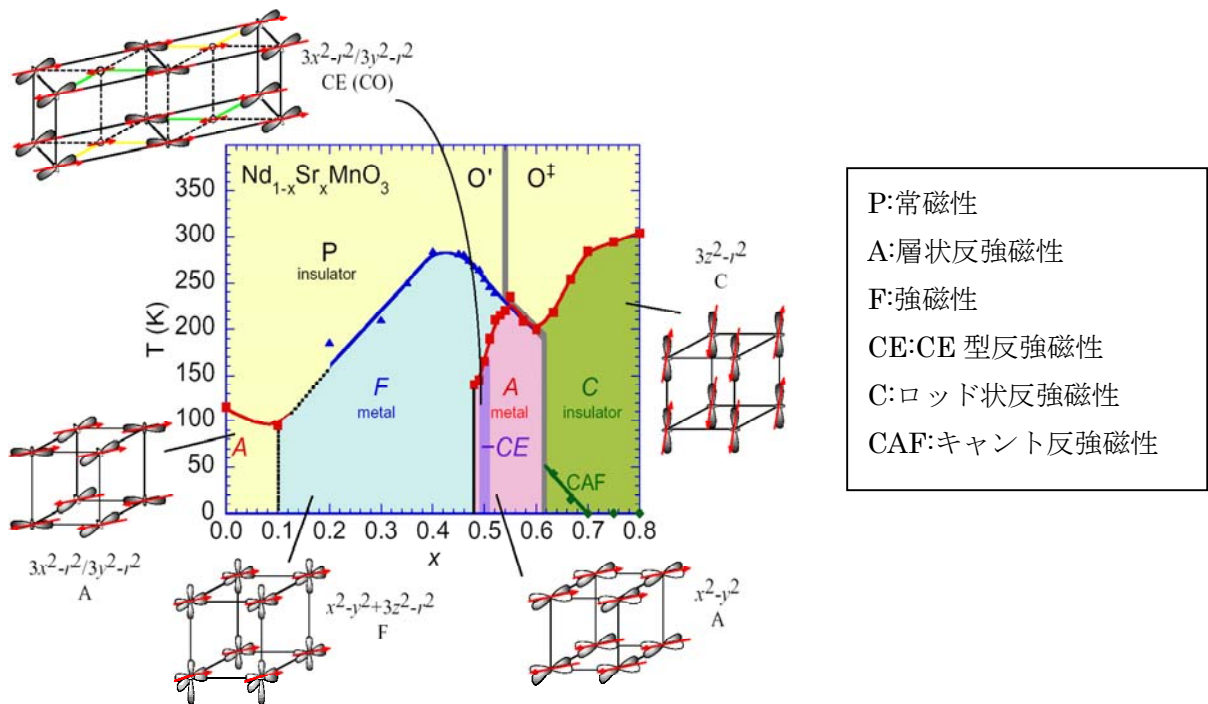 3x²-r²/3y²-r²
CE (CO)
Nd₁₋ₓSrₓMnO₃
O'
O‡
350
300
250
200
150
100
50
0
T (K)
P
insulator
F
metal
A
metal
CE
C
insulator
CAF
A
0.0 0.1 0.2 0.3 0.4 0.5 0.6 0.7 0.8
x
3z²-r²
C
3x²-r²/3y²-r²
A
x²-y²+3z²-r²
F
x²-y²
A
P:常磁性
A:層状反強磁性
F:強磁性
CE:CE 型反強磁性
C:ロッド状反強磁性
CAF:キャント反強磁性